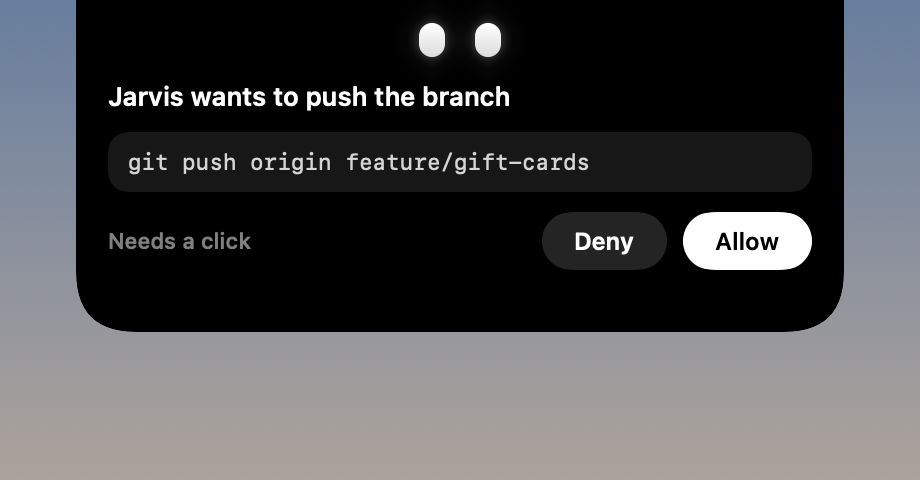 Jarvis wants to push the branch
git push origin feature/gift-cards
Needs a click
Deny
Allow